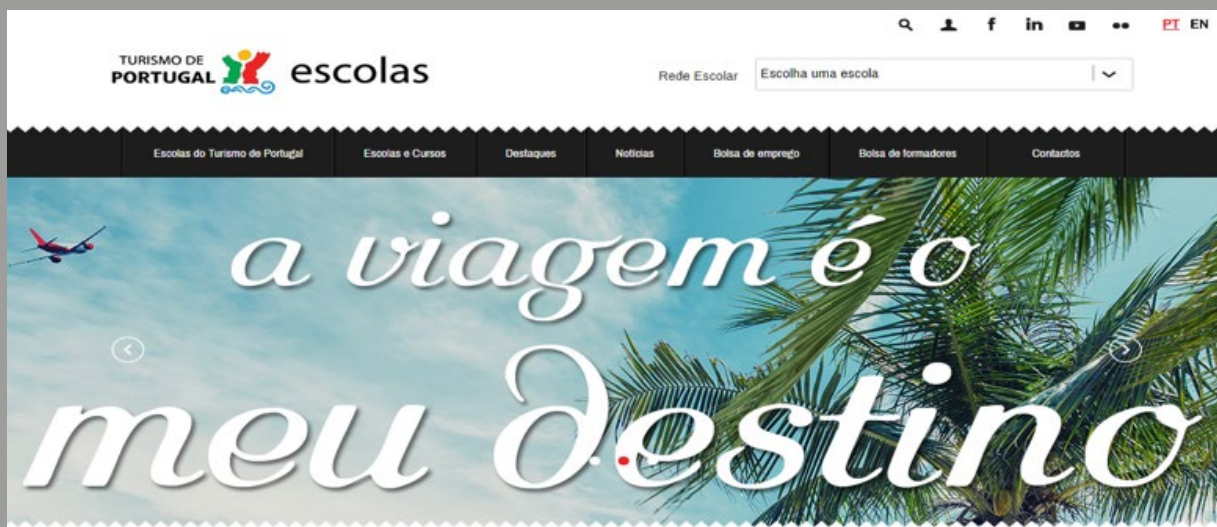 PT EN
TURISMO DE
PORTUGAL escolas
Rede Escolar Escolha uma escola
Escolas do Turismo de Portugal Escolas e Cursos Destaques Notícias Bolsa de emprego Bolsa de formadores Contactos
a viagem é o
meu destino